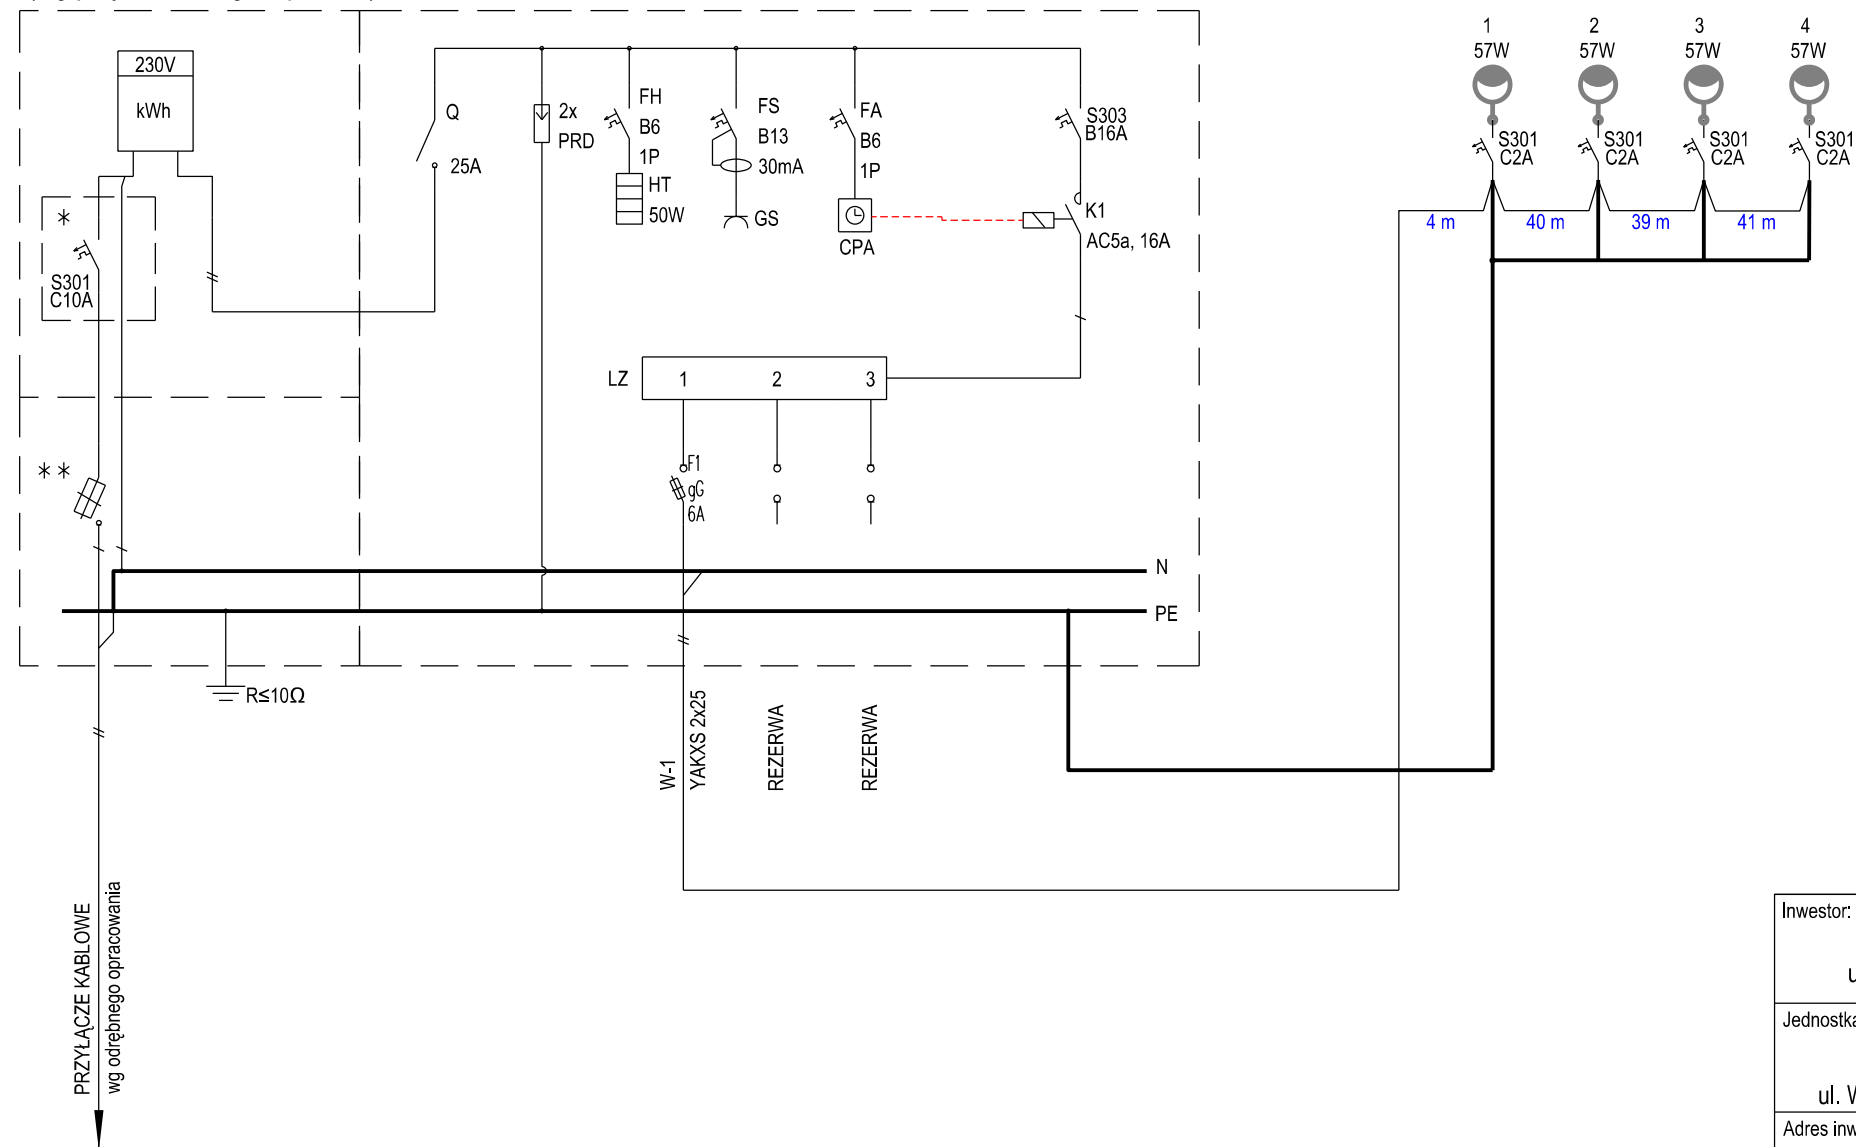 230V
kWh
*
S301
C10A
**
Q
25A
2x
PRD
FH
B6
1P
HT
50W
FS
B13
30mA
GS
FA
B6
1P
CPA
S303
B16A
K1
AC5a, 16A
LZ
1
2
3
F1
gG
6A
N
PE
R≤10Ω
W-1
YAKXS 2x25
REZERWA
REZERWA
PRZYŁĄCZE KABLOWE
wg odrębnego opracowania
1
57W
S301
C2A
2
57W
S301
C2A
3
57W
S301
C2A
4
57W
S301
C2A
4 m
40 m
39 m
41 m
Inwestor:
Jednostka
ul. W
Adres inw